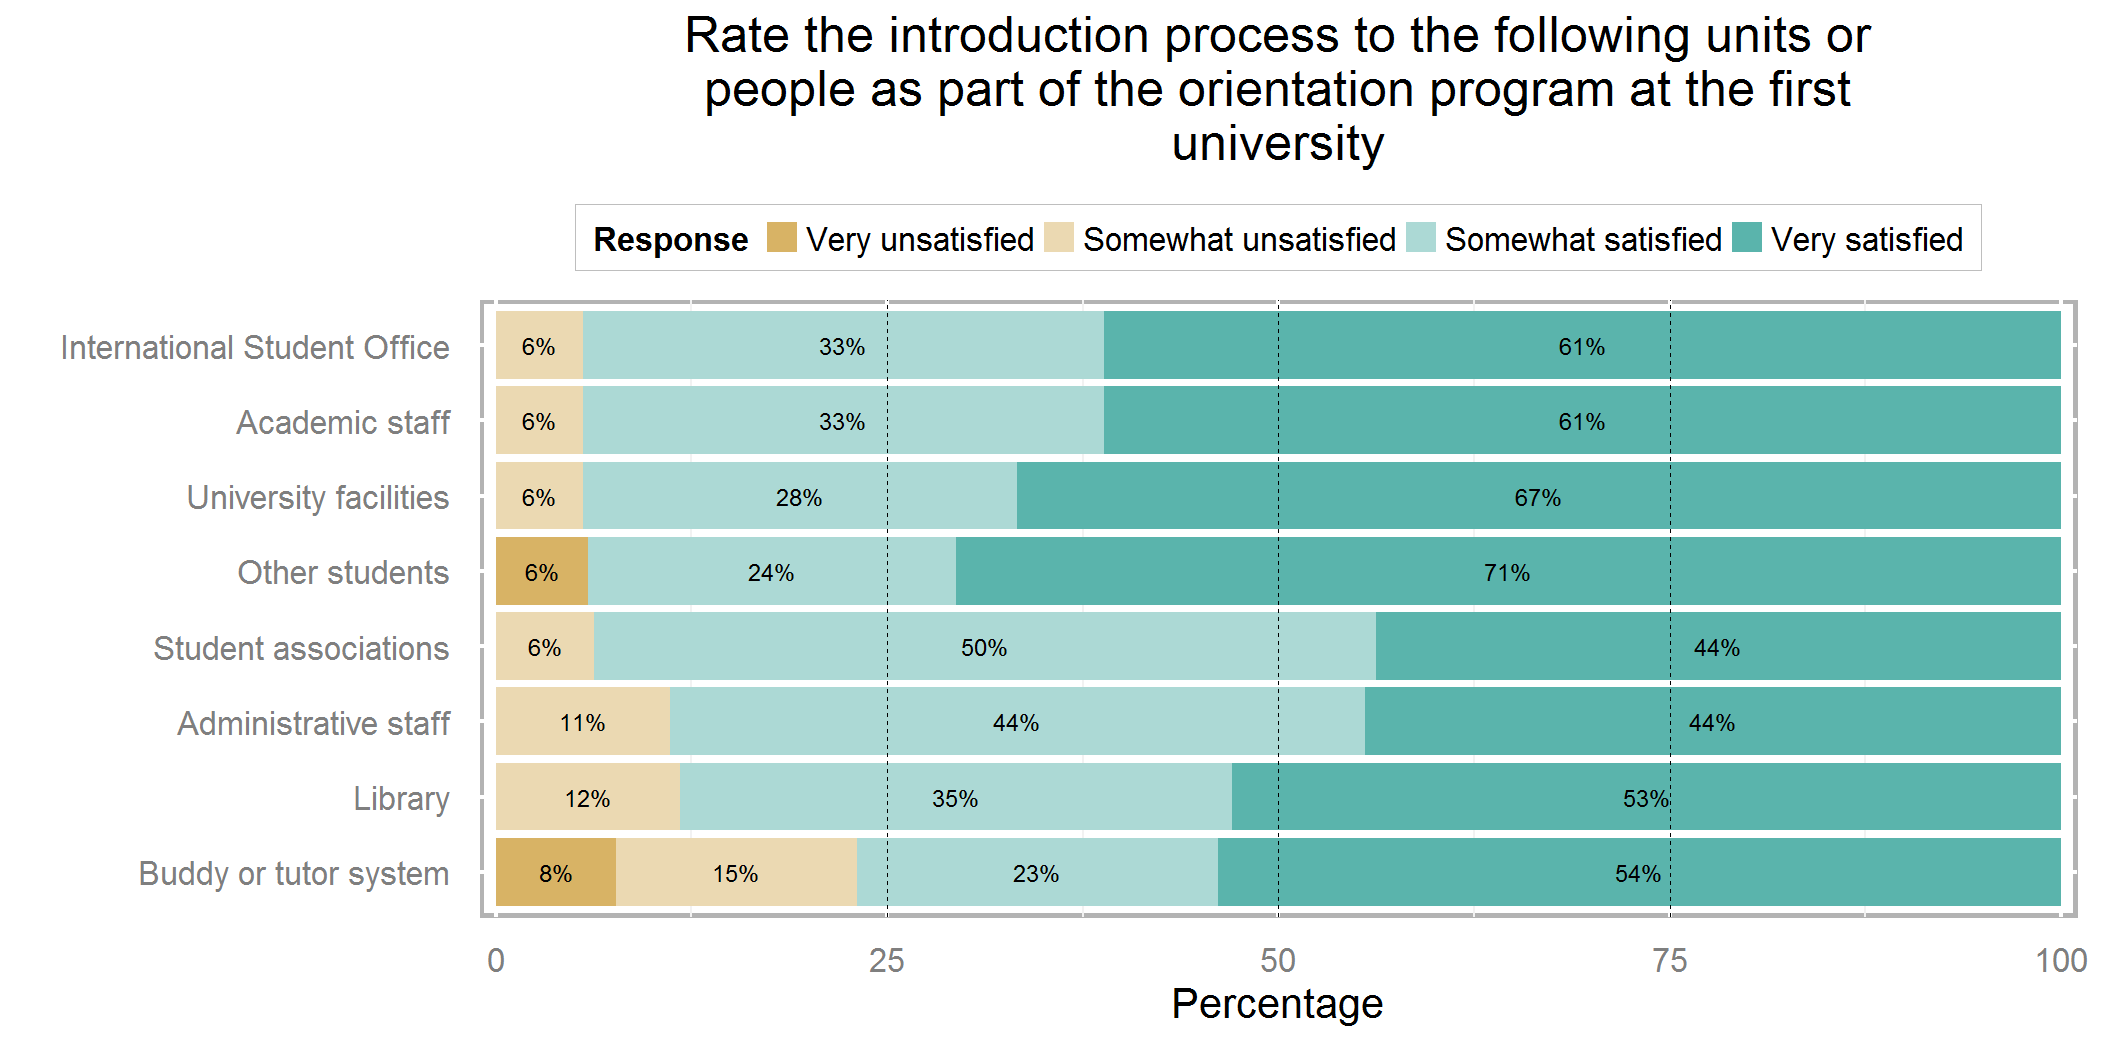 Rate the introduction process to the following units or
people as part of the orientation program at the first
university
Response Very unsatisfied Somewhat unsatisfied Somewhat satisfied Very satisfied
International Student Office 6% 33% 61%
Academic staff 6% 33% 61%
University facilities 6% 28% 67%
Other students 6% 24% 71%
Student associations 6% 50% 44%
Administrative staff 11% 44% 44%
Library 12% 35% 53%
Buddy or tutor system 8% 15% 23% 54%
0 25 50 75 100
Percentage